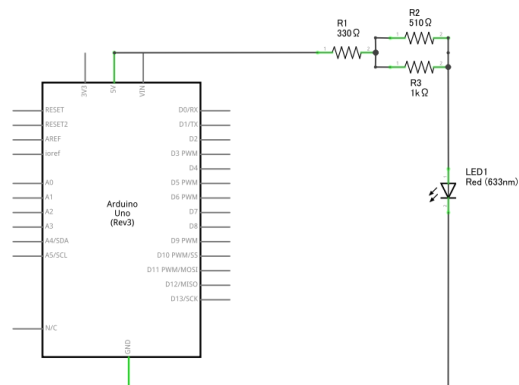 R1
330Ω
R2
510Ω
R3
1kΩ
3V3
5V
VIN
RESET
RESET2
AREF
ioref
A0
A1
A2
A3
A4/SDA
A5/SCL
N/C
D0/RX
D1/TX
D2
D3 PWM
D4
D5 PWM
D6 PWM
D7
D8
D9 PWM
D10 PWM/SS
D11 PWM/MOSI
D12/MISO
D13/SCK
Arduino
Uno
(Rev3)
GND
LED1
Red (633nm)